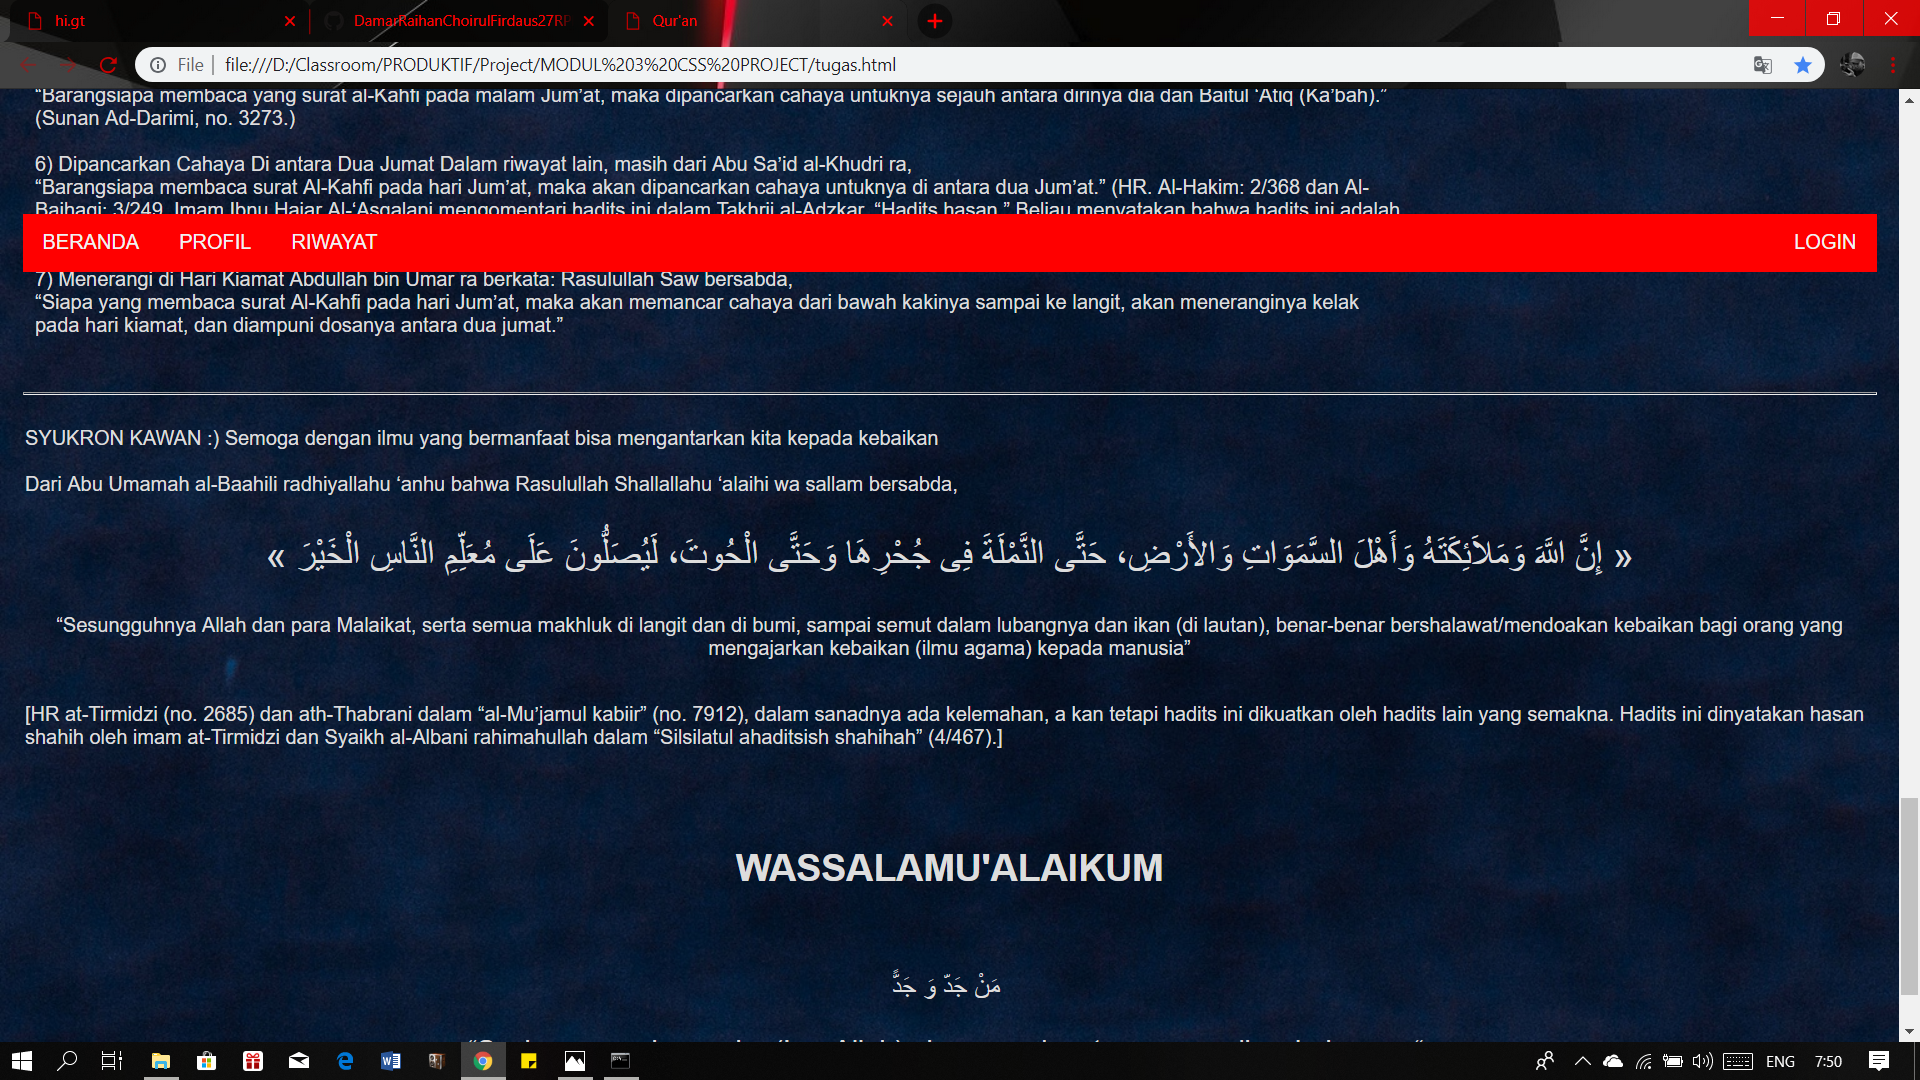 hi.gt
DamarRaihanChoirulFirdaus27RP
Qur'an
File
file:///D:/Classroom/PRODUKTIF/Project/MODUL%203%20CSS%20PROJECT/tugas.html
“Barangsiapa membaca yang surat al-Kahfi pada malam Jum’at, maka dipancarkan cahaya untuknya sejauh antara dirinya dia dan Baitul ‘Atiq (Ka’bah).”
(Sunan Ad-Darimi, no. 3273.)
6) Dipancarkan Cahaya Di antara Dua Jumat Dalam riwayat lain, masih dari Abu Sa’id al-Khudri ra,
“Barangsiapa membaca surat Al-Kahfi pada hari Jum’at, maka akan dipancarkan cahaya untuknya di antara dua Jum’at.” (HR. Al-Hakim: 2/368 dan Al-
Baihaqi: 3/249. Imam Ibnu Hajar Al-‘Asqalani mengomentari hadits ini dalam Takhrij al-Adzkar, “Hadits hasan.” Beliau menyatakan bahwa hadits ini adalah
BERANDA PROFIL RIWAYAT LOGIN
7) Menerangi di Hari Kiamat Abdullah bin Umar ra berkata: Rasulullah Saw bersabda,
“Siapa yang membaca surat Al-Kahfi pada hari Jum’at, maka akan memancar cahaya dari bawah kakinya sampai ke langit, akan meneranginya kelak
pada hari kiamat, dan diampuni dosanya antara dua jumat.”
SYUKRON KAWAN :) Semoga dengan ilmu yang bermanfaat bisa mengantarkan kita kepada kebaikan
Dari Abu Umamah al-Baahili radhiyallahu ‘anhu bahwa Rasulullah Shallallahu ‘alaihi wa sallam bersabda,
« إِنَّ اللَّهَ وَمَلاَئِكَتَهُ وَأَهْلَ السَّمَوَاتِ وَالأَرْضِ، حَتَّى النَّمْلَةَ فِى جُحْرِهَا وَحَتَّى الْحُوتَ، لَيُصَلُّونَ عَلَى مُعَلِّمِ النَّاسِ الْخَيْرَ »
“Sesungguhnya Allah dan para Malaikat, serta semua makhluk di langit dan di bumi, sampai semut dalam lubangnya dan ikan (di lautan), benar-benar bershalawat/mendoakan kebaikan bagi orang yang
mengajarkan kebaikan (ilmu agama) kepada manusia”
[HR at-Tirmidzi (no. 2685) dan ath-Thabrani dalam “al-Mu’jamul kabiir” (no. 7912), dalam sanadnya ada kelemahan, a kan tetapi hadits ini dikuatkan oleh hadits lain yang semakna. Hadits ini dinyatakan hasan
shahih oleh imam at-Tirmidzi dan Syaikh al-Albani rahimahullah dalam “Silsilatul ahaditsish shahihah” (4/467).]
WASSALAMU'ALAIKUM
مَنْ جَدّ وَ جَدًّ
ENG 7:50